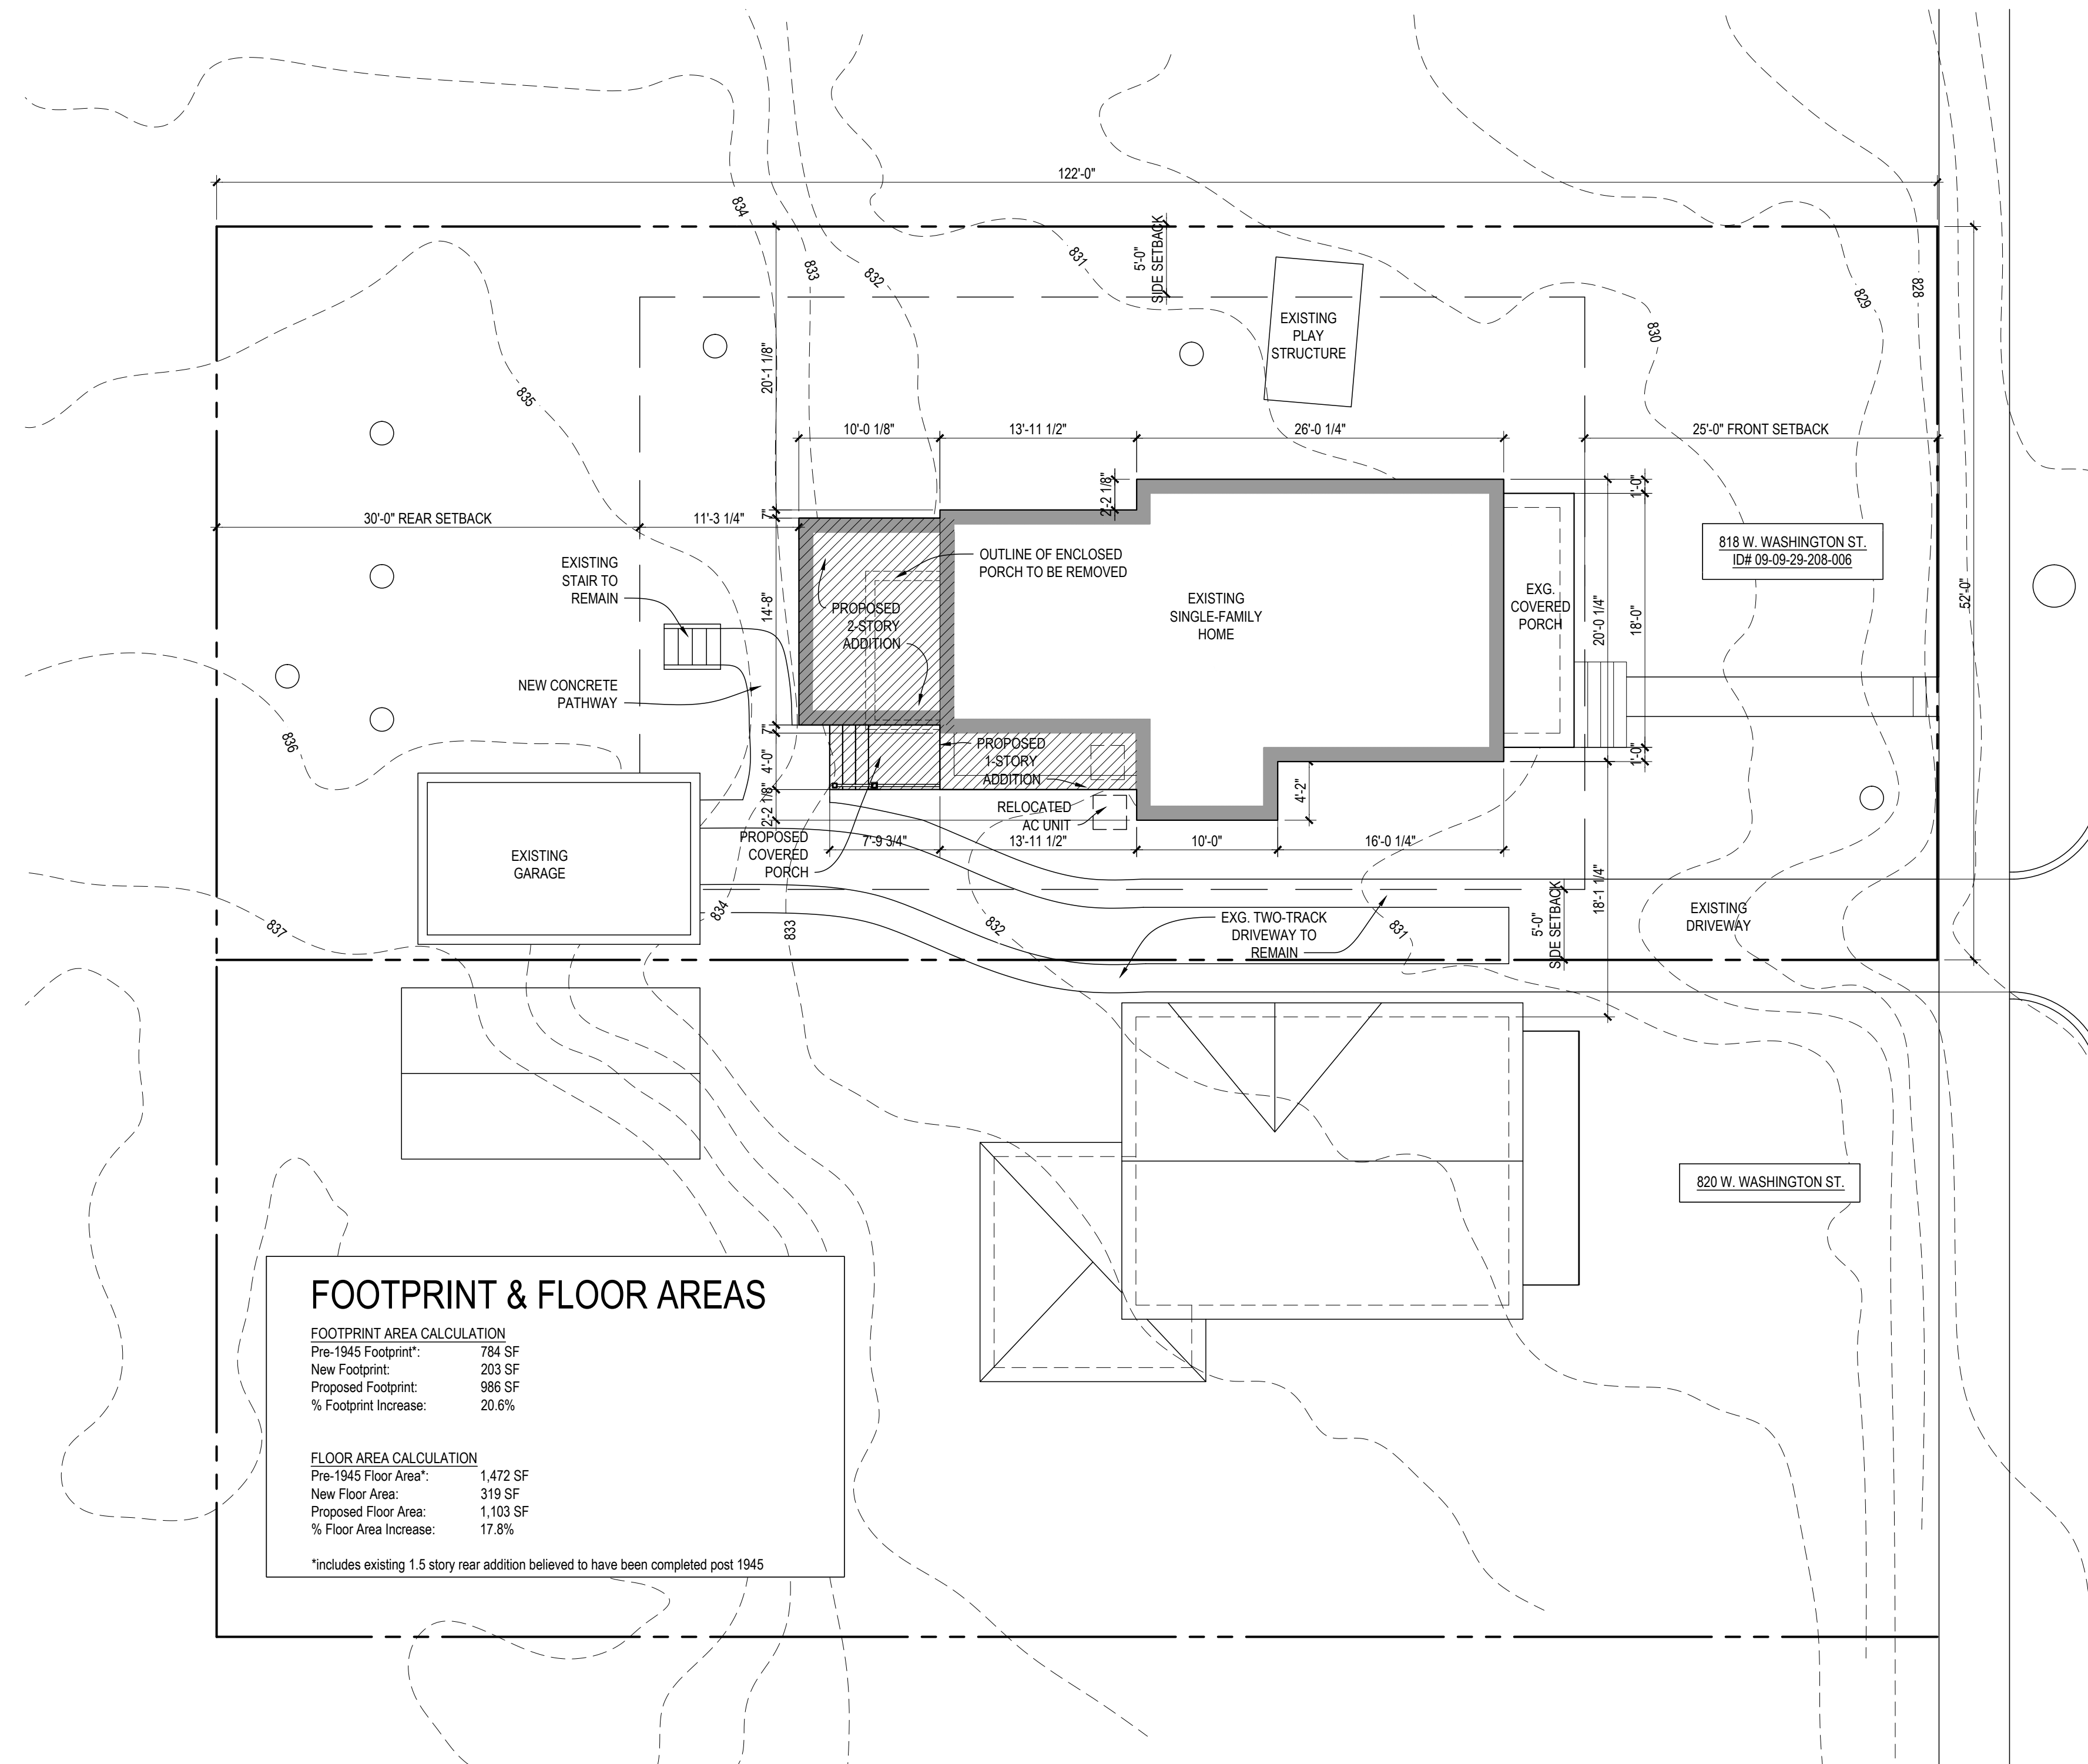 122'-0"
834
833
832
831
5'-0"
SIDE SETBACK
829
828
830
EXISTING
PLAY
STRUCTURE
20'-1 1/8"
835
10'-0 1/8"
13'-11 1/2"
26'-0 1/4"
25'-0" FRONT SETBACK
2'-2 1/8"
1'-0"
30'-0" REAR SETBACK
11'-3 1/4"
7"
818 W. WASHINGTON ST.
ID# 09-09-29-208-006
EXISTING
STAIR TO
REMAIN
OUTLINE OF ENCLOSED
PORCH TO BE REMOVED
14'-8"
PROPOSED
2-STORY
ADDITION
EXISTING
SINGLE-FAMILY
HOME
EXG.
COVERED
PORCH
20'-0 1/4"
18'-0"
52'-0"
NEW CONCRETE
PATHWAY
836
7"
4'-0"
2'-2 1/8"
PROPOSED
1-STORY
ADDITION
1'-0"
4'-2"
RELOCATED
AC UNIT
PROPOSED
COVERED
PORCH
7'-9 3/4"
13'-11 1/2"
10'-0"
16'-0 1/4"
EXISTING
GARAGE
18'-1 1/4"
837
834
833
832
831
EXG. TWO-TRACK
DRIVEWAY TO
REMAIN
5'-0"
SIDE SETBACK
EXISTING
DRIVEWAY
820 W. WASHINGTON ST.
FOOTPRINT & FLOOR AREAS
FOOTPRINT AREA CALCULATION
Pre-1945 Footprint*: 784 SF
New Footprint: 203 SF
Proposed Footprint: 986 SF
% Footprint Increase: 20.6%
FLOOR AREA CALCULATION
Pre-1945 Floor Area*: 1,472 SF
New Floor Area: 319 SF
Proposed Floor Area: 1,103 SF
% Floor Area Increase: 17.8%
*includes existing 1.5 story rear addition believed to have been completed post 1945